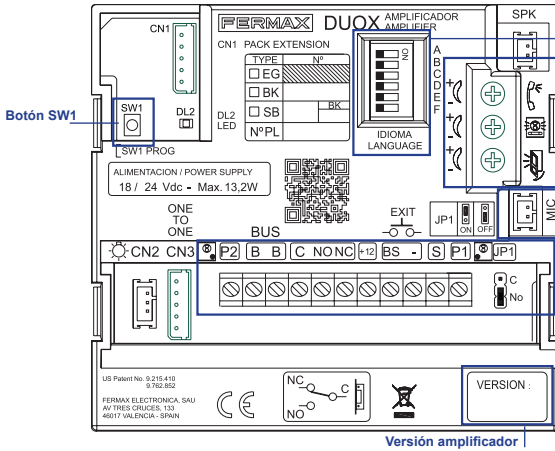 FERMAX DUOX AMPLIFICADOR
AMPLIFIER
SPK
CN1
CN1 PACK EXTENSION
TYPE Nº
EG
BK
SB BK
NºPL
NO
A
B
C
D
E
F
IDIOMA
LANGUAGE
Botón SW1
SW1
DL2
DL2
LED
SW1 PROG
ALIMENTACION / POWER SUPPLY
18 / 24 Vdc - Max. 13,2W
ONE
TO
ONE
BUS
EXIT
JP1
ON OFF
MIC
CN2 CN3 P2 B B C NO NC +12 BS - S P1 JP1
C
No
US Patent No. 9.215.410
9.762.852
FERMAX ELECTRONICA, SAU
AV TRES CRUCES, 133
46017 VALENCIA - SPAIN
CE
NC
C
NO
VERSION :
Versión amplificador